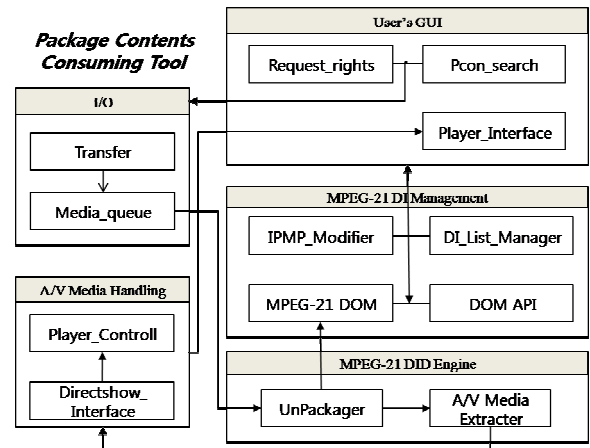 Package Contents
Consuming Tool
User's GUI
Request_rights
Pcon_search
Player_Interface
I/O
Transfer
Media_queue
MPEG-21 DI Management
IPMP_Modifier
DI_List_Manager
MPEG-21 DOM
DOM API
A/V Media Handling
Player_Controll
Directshow_
Interface
MPEG-21 DID Engine
UnPackager
A/V Media
Extracter